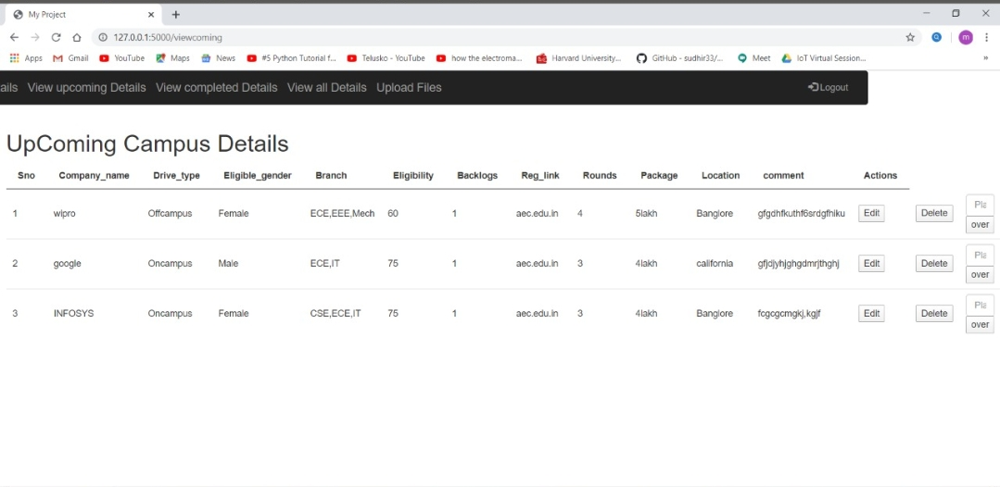 My Project
127.0.0.1:5000/viewcoming
Apps Gmail YouTube Maps News #5 Python Tutorial f... Telusko - YouTube how the electroma... Harvard University... GitHub - sudhir33/... Meet IoT Virtual Session...
ails View upcoming Details View completed Details View all Details Upload Files Logout
UpComing Campus Details
Sno Company_name Drive_type Eligible_gender Branch Eligibility Backlogs Reg_link Rounds Package Location comment Actions
1 wipro Offcampus Female ECE,EEE,Mech 60 1 aec.edu.in 4 5lakh Banglore gfgdhfkuthf6srdgfhiku Edit Delete Pla
over
2 google Oncampus Male ECE,IT 75 1 aec.edu.in 3 4lakh california gfjdjyhjghgdmrjthghj Edit Delete Pla
over
3 INFOSYS Oncampus Female CSE,ECE,IT 75 1 aec.edu.in 3 4lakh Banglore fcgcgcmgkj,kgjf Edit Delete Pla
over